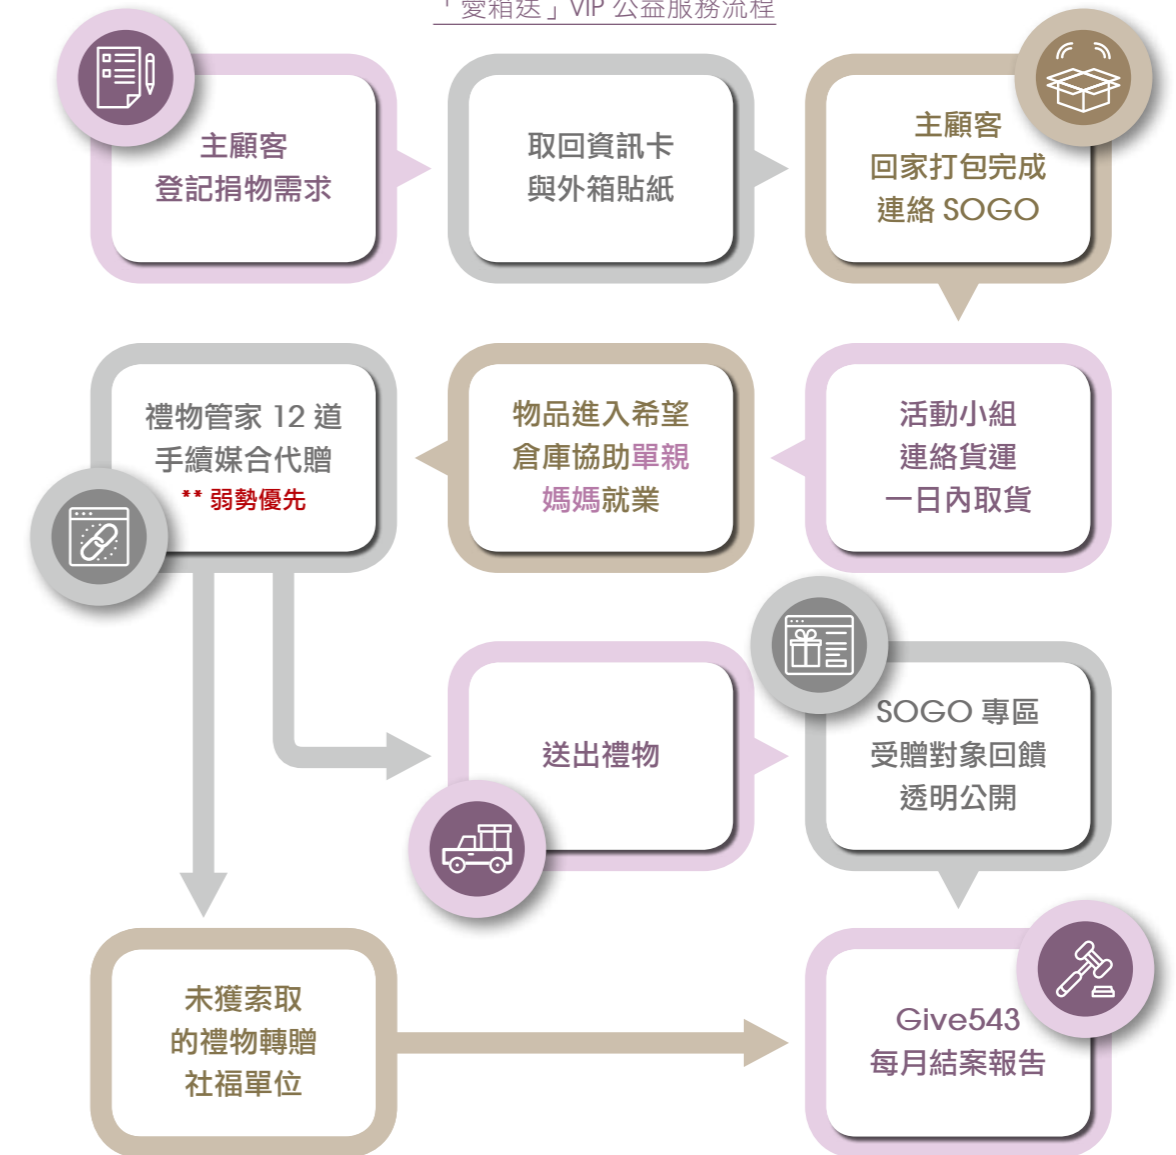 「愛箱送」VIP 公益服務流程
主顧客
登記捐物需求
取回資訊卡
與外箱貼紙
主顧客
回家打包完成
連絡 SOGO
活動小組
連絡貨運
一日內取貨
物品進入希望
倉庫協助單親
媽媽就業
禮物管家 12 道
手續媒合代贈
** 弱勢優先
送出禮物
SOGO 專區
受贈對象回饋
透明公開
未獲索取
的禮物轉贈
社福單位
Give543
每月結案報告